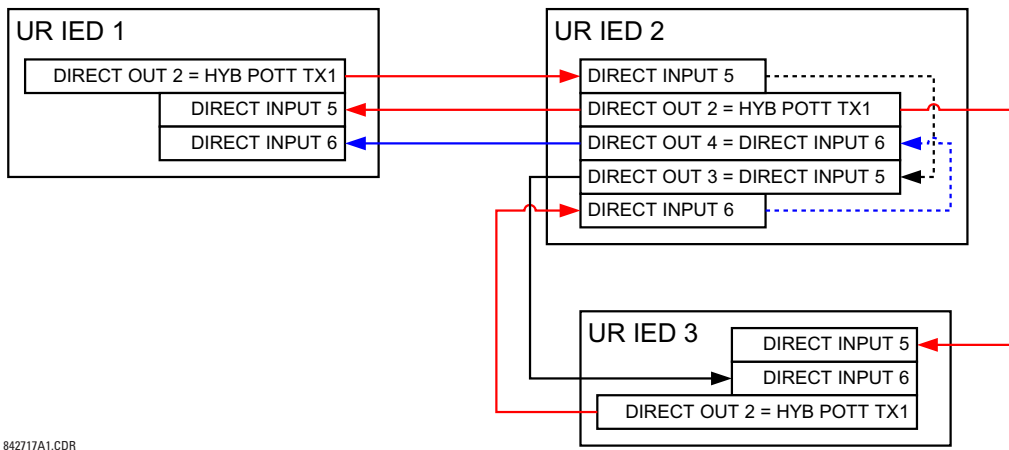 UR IED 1
DIRECT OUT 2 = HYB POTT TX1
DIRECT INPUT 5
DIRECT INPUT 6
UR IED 2
DIRECT INPUT 5
DIRECT OUT 2 = HYB POTT TX1
DIRECT OUT 4 = DIRECT INPUT 6
DIRECT OUT 3 = DIRECT INPUT 5
DIRECT INPUT 6
UR IED 3
DIRECT INPUT 5
DIRECT INPUT 6
DIRECT OUT 2 = HYB POTT TX1
842717A1.CDR